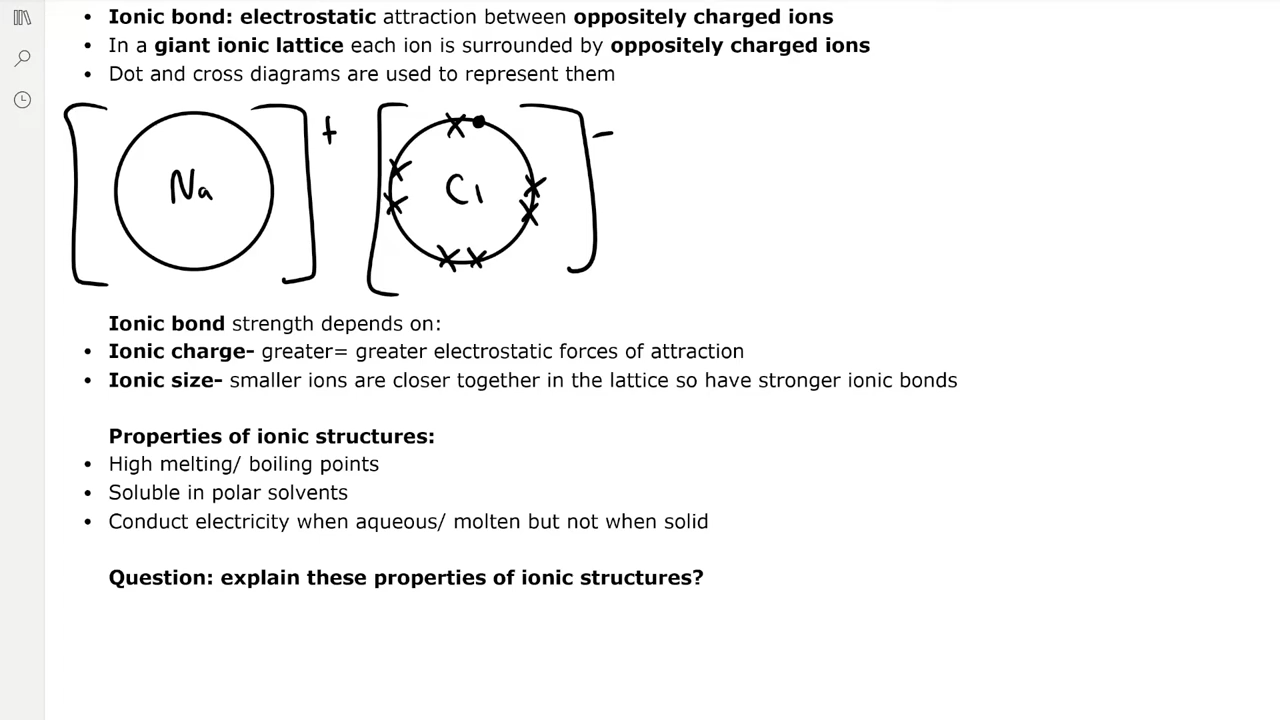 • Ionic bond: electrostatic attraction between oppositely charged ions
• In a giant ionic lattice each ion is surrounded by oppositely charged ions
• Dot and cross diagrams are used to represent them
Na + Cl −
Ionic bond strength depends on:
• Ionic charge- greater= greater electrostatic forces of attraction
• Ionic size- smaller ions are closer together in the lattice so have stronger ionic bonds
Properties of ionic structures:
• High melting/ boiling points
• Soluble in polar solvents
• Conduct electricity when aqueous/ molten but not when solid
Question: explain these properties of ionic structures?